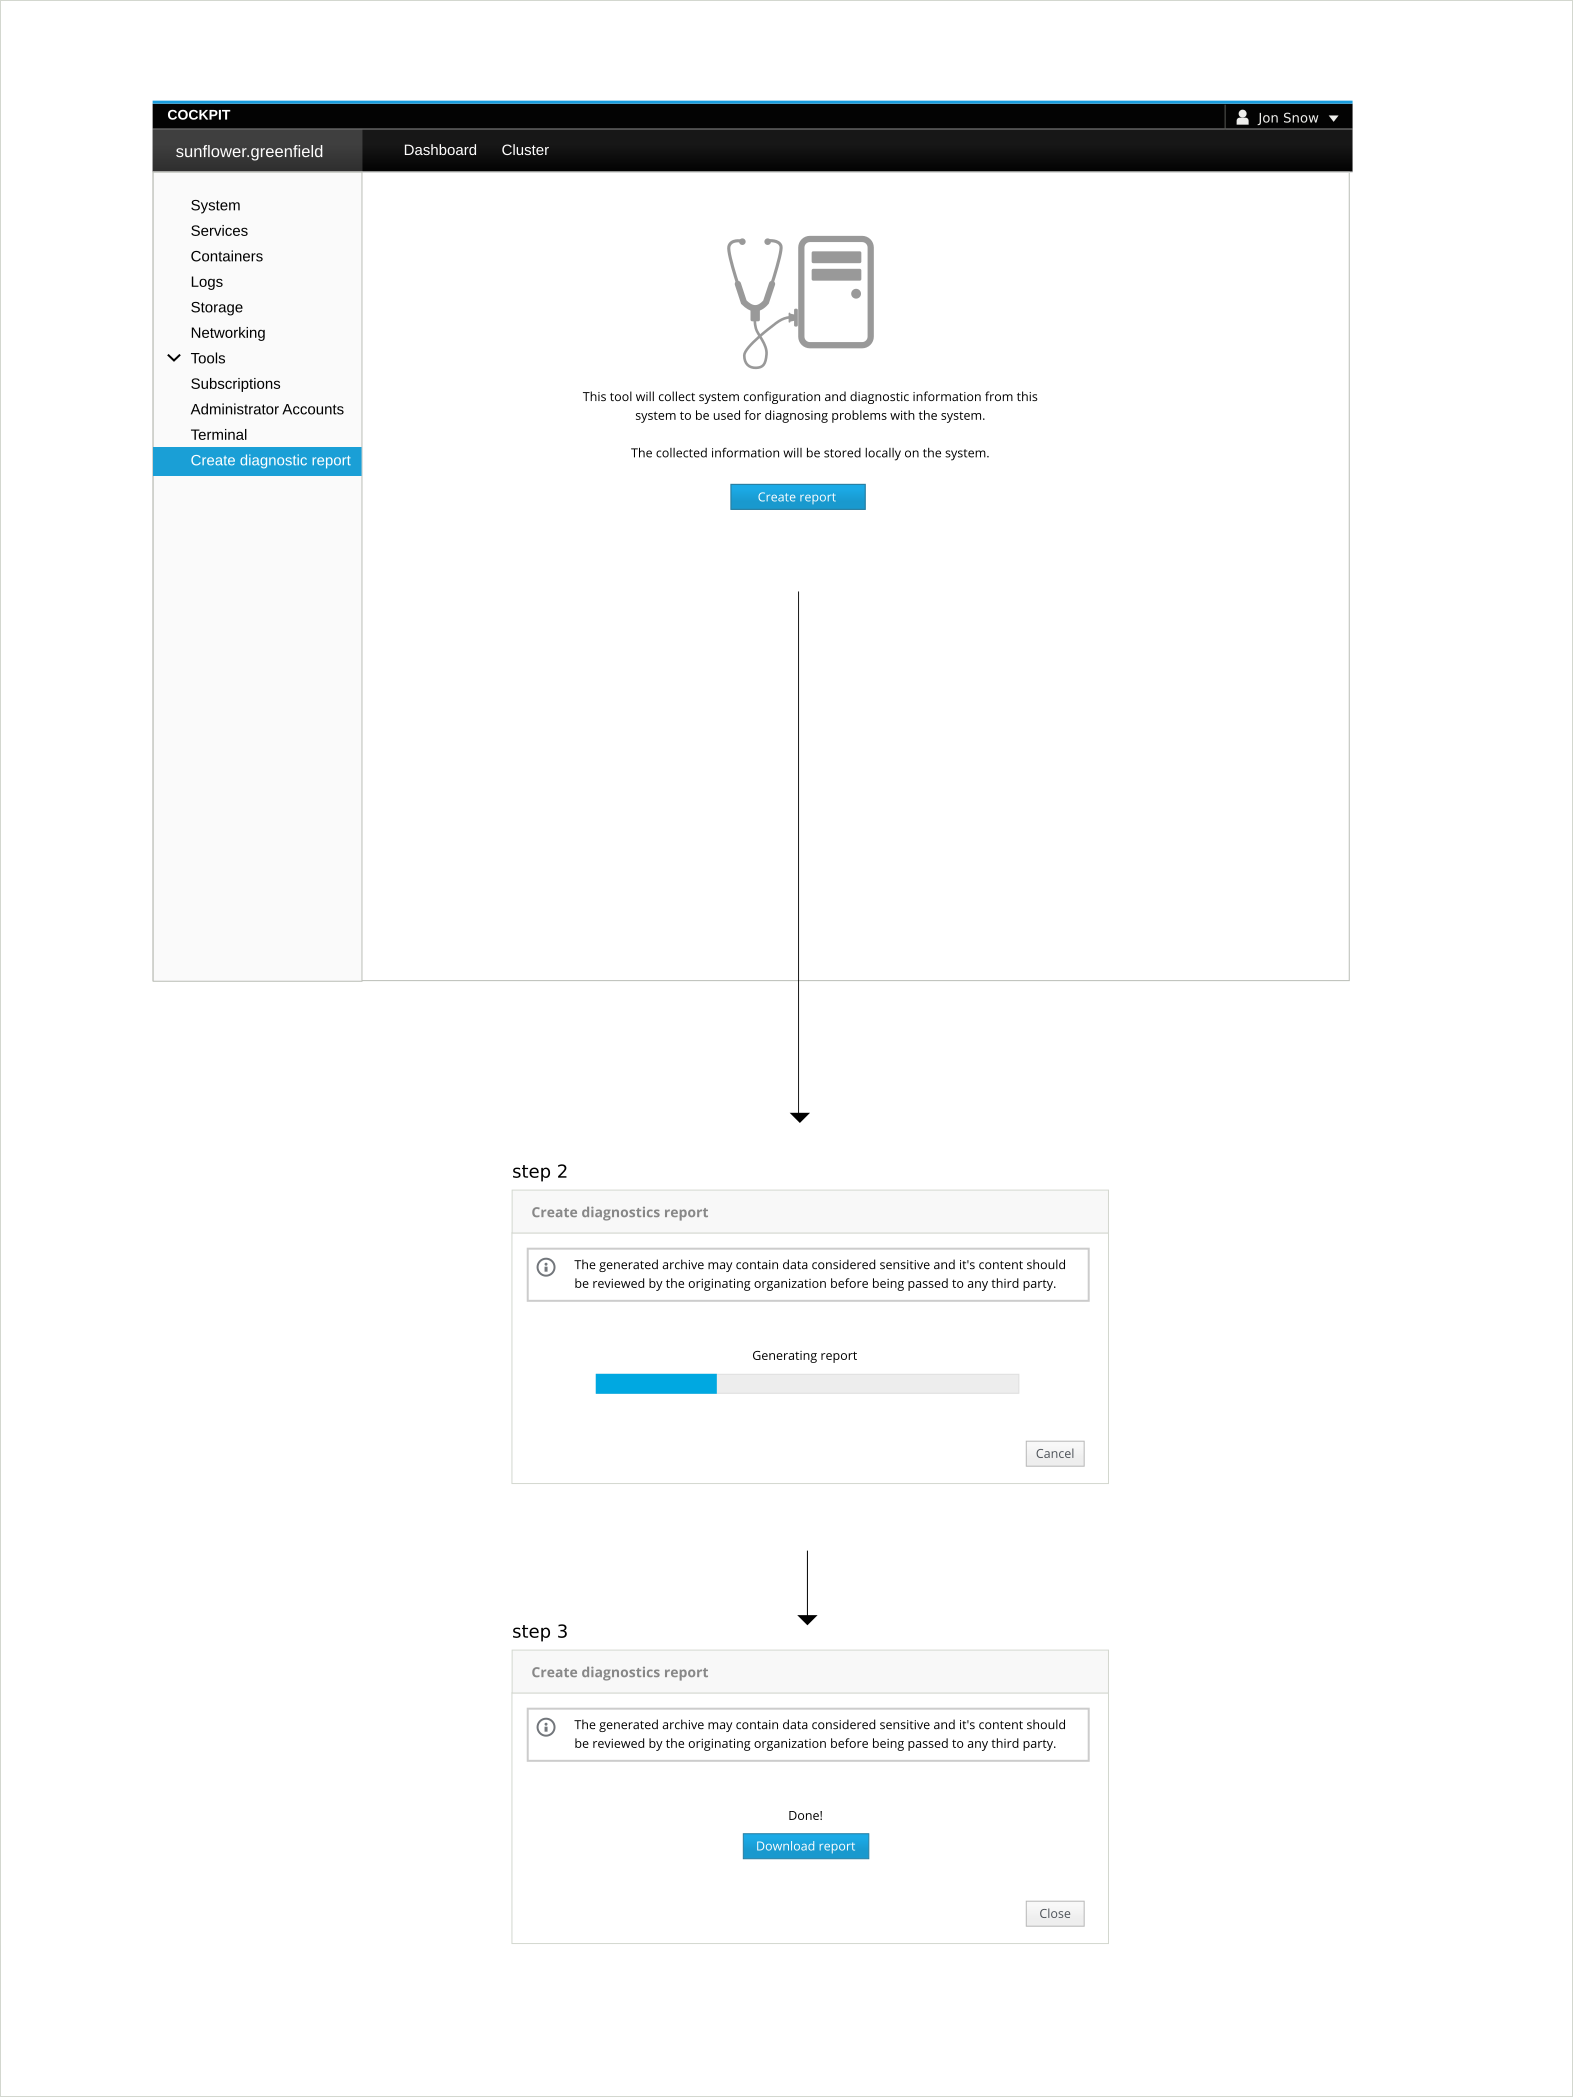 COCKPIT
Jon Snow
sunflower.greenfield
Dashboard
Cluster
System
Services
Containers
Logs
Storage
Networking
Tools
Subscriptions
Administrator Accounts
Terminal
Create diagnostic report
This tool will collect system configuration and diagnostic information from this
system to be used for diagnosing problems with the system.
The collected information will be stored locally on the system.
Create report
step 2
Create diagnostics report
The generated archive may contain data considered sensitive and it's content should
be reviewed by the originating organization before being passed to any third party.
Generating report
Cancel
step 3
Create diagnostics report
The generated archive may contain data considered sensitive and it's content should
be reviewed by the originating organization before being passed to any third party.
Done!
Download report
Close